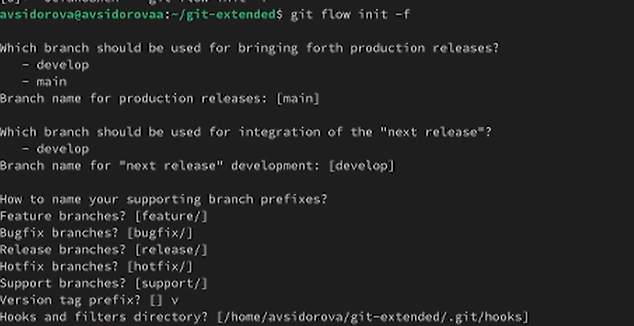 avsidorova@avsidorovaa:~/git-extended$ git flow init -f
Which branch should be used for bringing forth production releases?
- develop
- main
Branch name for production releases: [main]
Which branch should be used for integration of the "next release"?
- develop
Branch name for "next release" development: [develop]
How to name your supporting branch prefixes?
Feature branches? [feature/]
Bugfix branches? [bugfix/]
Release branches? [release/]
Hotfix branches? [hotfix/]
Support branches? [support/]
Version tag prefix? [] v
Hooks and filters directory? [/home/avsidorova/git-extended/.git/hooks]